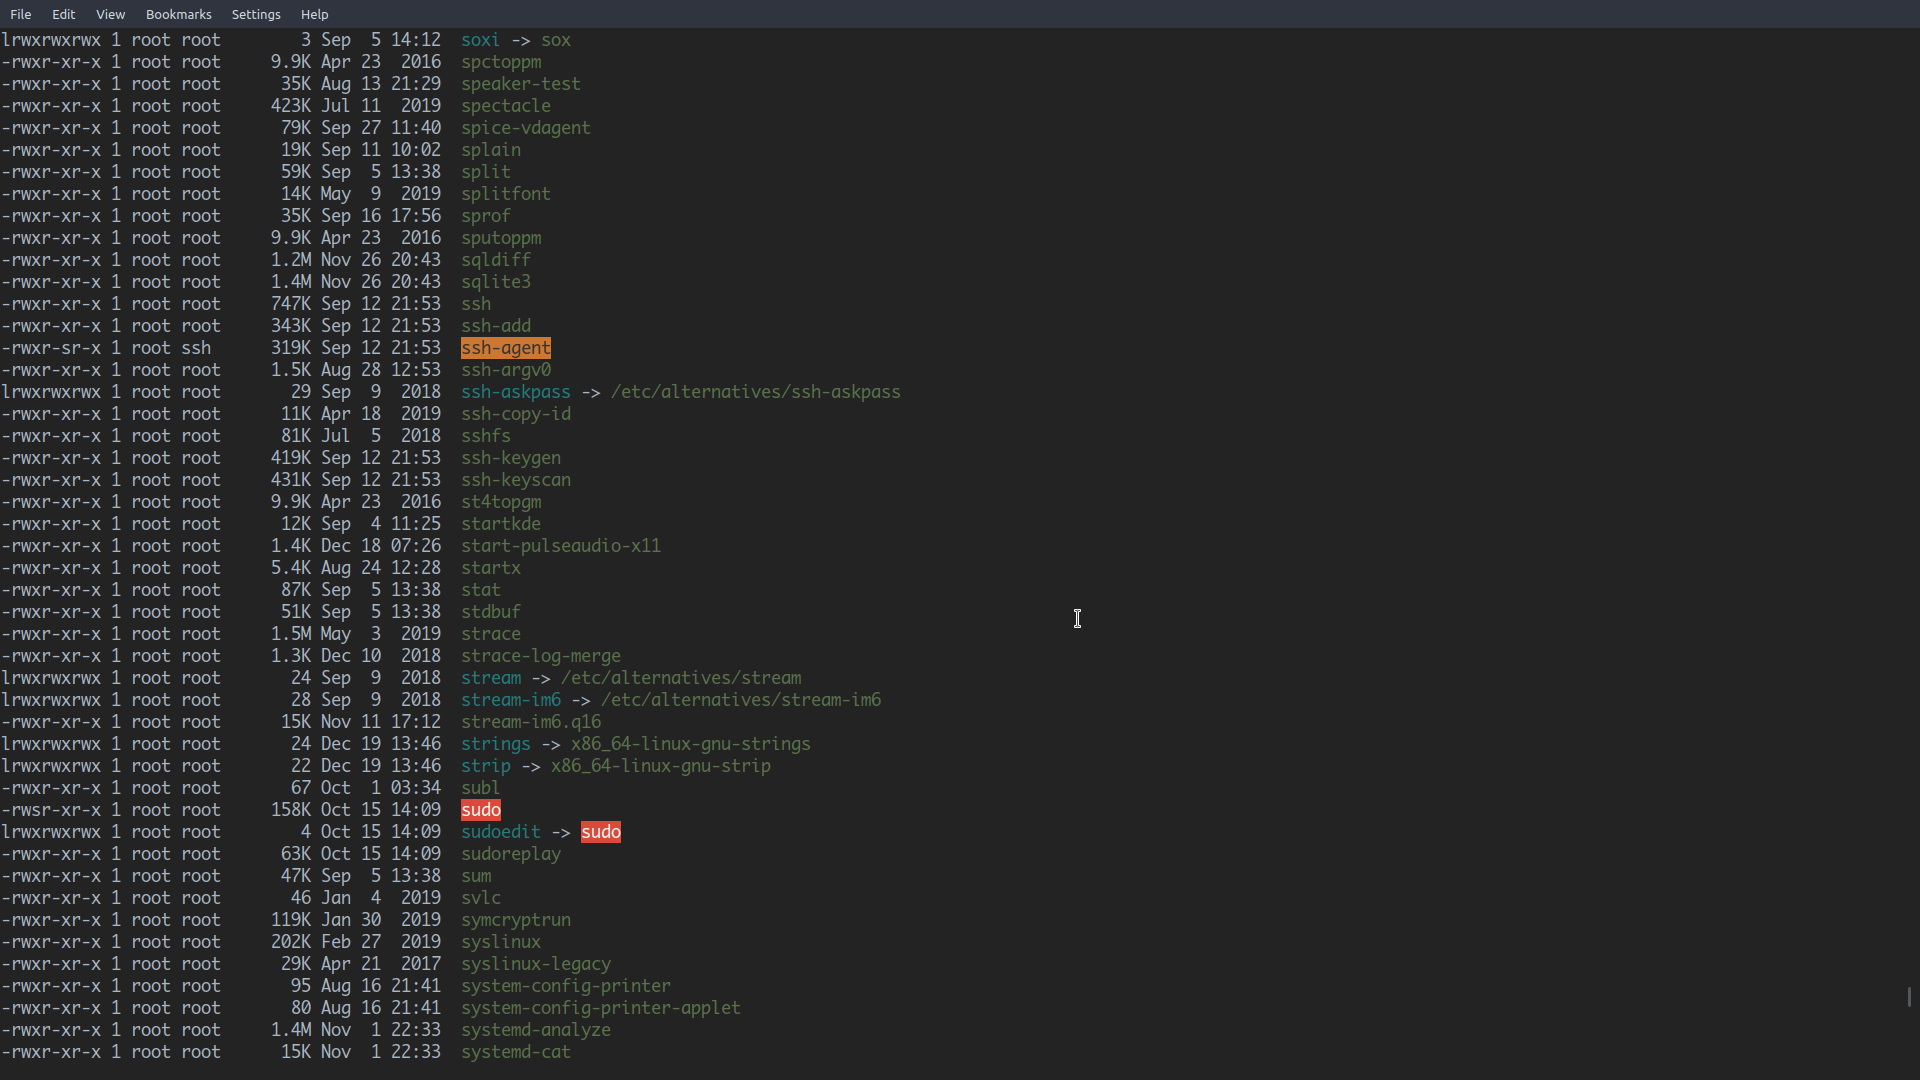 File Edit View Bookmarks Settings Help
lrwxrwxrwx 1 root root        3 Sep  5 14:12  soxi -> sox
-rwxr-xr-x 1 root root     9.9K Apr 23  2016  spctoppm
-rwxr-xr-x 1 root root      35K Aug 13 21:29  speaker-test
-rwxr-xr-x 1 root root     423K Jul 11  2019  spectacle
-rwxr-xr-x 1 root root      79K Sep 27 11:40  spice-vdagent
-rwxr-xr-x 1 root root      19K Sep 11 10:02  splain
-rwxr-xr-x 1 root root      59K Sep  5 13:38  split
-rwxr-xr-x 1 root root      14K May  9  2019  splitfont
-rwxr-xr-x 1 root root      35K Sep 16 17:56  sprof
-rwxr-xr-x 1 root root     9.9K Apr 23  2016  sputoppm
-rwxr-xr-x 1 root root     1.2M Nov 26 20:43  sqldiff
-rwxr-xr-x 1 root root     1.4M Nov 26 20:43  sqlite3
-rwxr-xr-x 1 root root     747K Sep 12 21:53  ssh
-rwxr-xr-x 1 root root     343K Sep 12 21:53  ssh-add
-rwxr-sr-x 1 root ssh      319K Sep 12 21:53  ssh-agent
-rwxr-xr-x 1 root root     1.5K Aug 28 12:53  ssh-argv0
lrwxrwxrwx 1 root root       29 Sep  9  2018  ssh-askpass -> /etc/alternatives/ssh-askpass
-rwxr-xr-x 1 root root      11K Apr 18  2019  ssh-copy-id
-rwxr-xr-x 1 root root      81K Jul  5  2018  sshfs
-rwxr-xr-x 1 root root     419K Sep 12 21:53  ssh-keygen
-rwxr-xr-x 1 root root     431K Sep 12 21:53  ssh-keyscan
-rwxr-xr-x 1 root root     9.9K Apr 23  2016  st4topgm
-rwxr-xr-x 1 root root      12K Sep  4 11:25  startkde
-rwxr-xr-x 1 root root     1.4K Dec 18 07:26  start-pulseaudio-x11
-rwxr-xr-x 1 root root     5.4K Aug 24 12:28  startx
-rwxr-xr-x 1 root root      87K Sep  5 13:38  stat
-rwxr-xr-x 1 root root      51K Sep  5 13:38  stdbuf
-rwxr-xr-x 1 root root     1.5M May  3  2019  strace
-rwxr-xr-x 1 root root     1.3K Dec 10  2018  strace-log-merge
lrwxrwxrwx 1 root root       24 Sep  9  2018  stream -> /etc/alternatives/stream
lrwxrwxrwx 1 root root       28 Sep  9  2018  stream-im6 -> /etc/alternatives/stream-im6
-rwxr-xr-x 1 root root      15K Nov 11 17:12  stream-im6.q16
lrwxrwxrwx 1 root root       24 Dec 19 13:46  strings -> x86_64-linux-gnu-strings
lrwxrwxrwx 1 root root       22 Dec 19 13:46  strip -> x86_64-linux-gnu-strip
-rwxr-xr-x 1 root root       67 Oct  1 03:34  subl
-rwsr-xr-x 1 root root     158K Oct 15 14:09  sudo
lrwxrwxrwx 1 root root        4 Oct 15 14:09  sudoedit -> sudo
-rwxr-xr-x 1 root root      63K Oct 15 14:09  sudoreplay
-rwxr-xr-x 1 root root      47K Sep  5 13:38  sum
-rwxr-xr-x 1 root root       46 Jan  4  2019  svlc
-rwxr-xr-x 1 root root     119K Jan 30  2019  symcryptrun
-rwxr-xr-x 1 root root     202K Feb 27  2019  syslinux
-rwxr-xr-x 1 root root      29K Apr 21  2017  syslinux-legacy
-rwxr-xr-x 1 root root       95 Aug 16 21:41  system-config-printer
-rwxr-xr-x 1 root root       80 Aug 16 21:41  system-config-printer-applet
-rwxr-xr-x 1 root root     1.4M Nov  1 22:33  systemd-analyze
-rwxr-xr-x 1 root root      15K Nov  1 22:33  systemd-cat